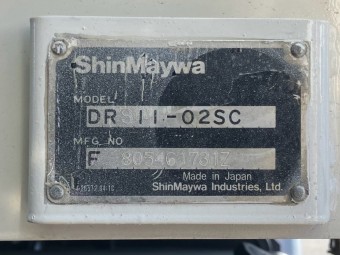 ShinMaywa
MODEL
DR 11-02SC
MFG. NO
F
Made in Japan
ShinMaywa Industries, Ltd.